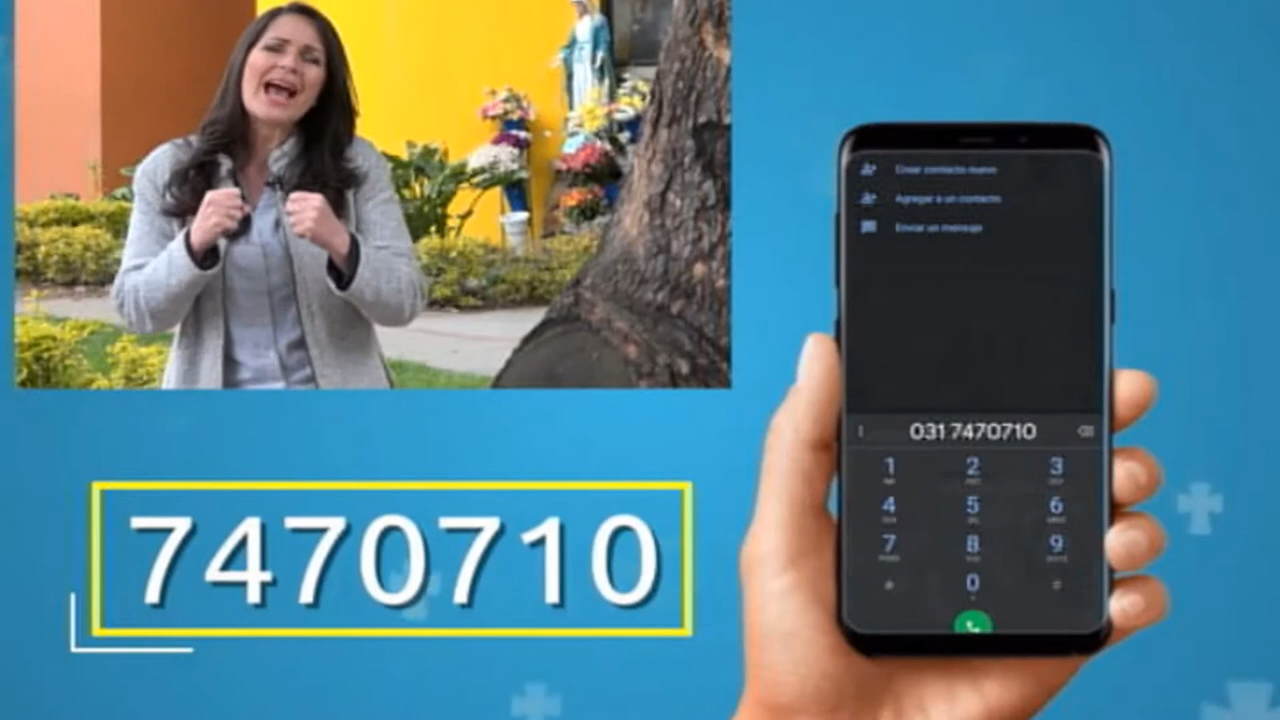 Crear contacto nuevo
Agregar a un contacto
Enviar un mensaje
031 7470710
1 2 3
4 5 6
7 8 9
0
7470710